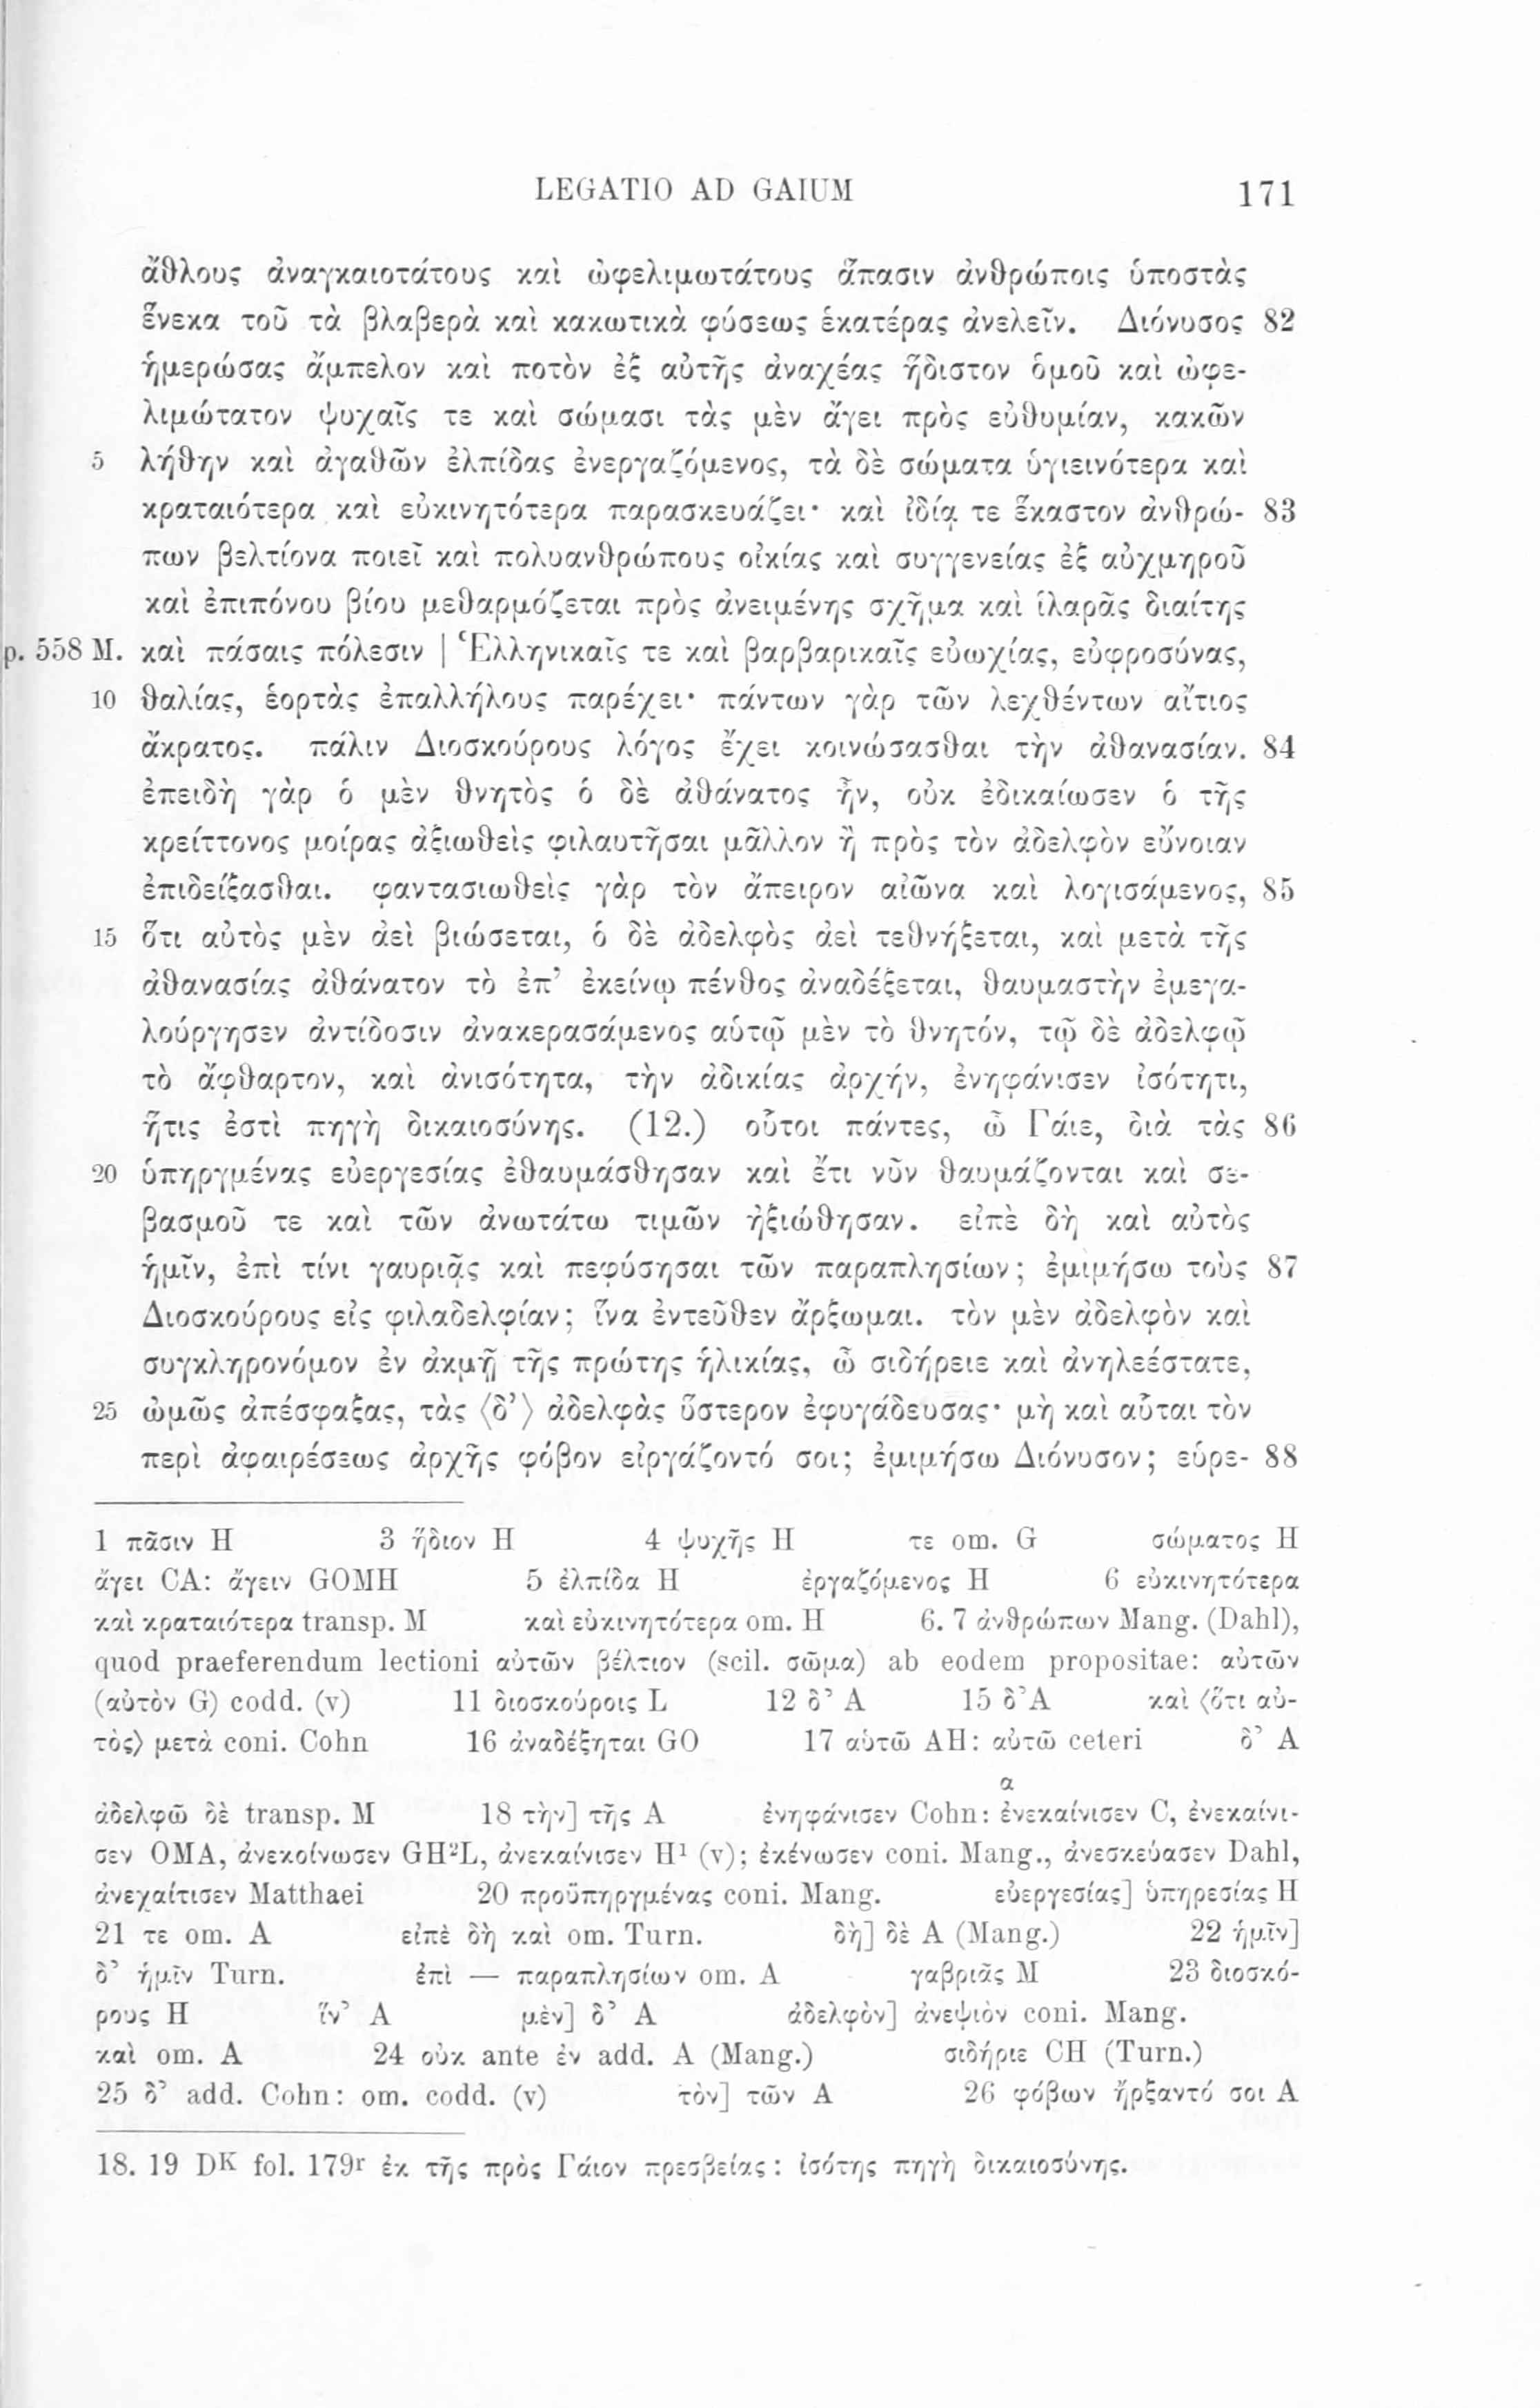 LEGATIO AD GAIUM 171
ἄθλους ἀναγκαιοτάτους καὶ ὠφελιμωτάτους ἅπασιν ἀνθρώποις ὑποστὰς
ἕνεκα τοῦ τὰ βλαβερὰ καὶ κακωτικὰ φύσεως ἑκατέρας ἀνελεῖν. Διόνυσος 82
ἡμερώσας ἄμπελον καὶ ποτὸν ἐξ αὐτῆς ἀναχέας ἥδιστον ὁμοῦ καὶ ὠφε-
λιμώτατον ψυχαῖς τε καὶ σώμασι τὰς μὲν ἄγει πρὸς εὐθυμίαν, κακῶν
5 λήθην καὶ ἀγαθῶν ἐλπίδας ἐνεργαζόμενος, τὰ δὲ σώματα ὑγιεινότερα καὶ
κραταιότερα καὶ εὐκινητότερα παρασκευάζει· καὶ ἰδίᾳ τε ἕκαστον ἀνθρώ- 83
πων βελτίονα ποιεῖ καὶ πολυανθρώπους οἰκίας καὶ συγγενείας ἐξ αὐχμηροῦ
καὶ ἐπιπόνου βίου μεθαρμόζεται πρὸς ἀνειμένης σχῆμα καὶ ἱλαρᾶς διαίτης
p. 558 M. καὶ πάσαις πόλεσιν | Ἑλληνικαῖς τε καὶ βαρβαρικαῖς εὐωχίας, εὐφροσύνας,
10 θαλίας, ἑορτὰς ἐπαλλήλους παρέχει· πάντων γὰρ τῶν λεχθέντων αἴτιος
ἄκρατος. πάλιν Διοσκούρους λόγος ἔχει κοινώσασθαι τὴν ἀθανασίαν. 84
ἐπειδὴ γὰρ ὁ μὲν θνητὸς ὁ δὲ ἀθάνατος ἦν, οὐκ ἐδικαίωσεν ὁ τῆς
κρείττονος μοίρας ἀξιωθεὶς φιλαυτῆσαι μᾶλλον ἢ πρὸς τὸν ἀδελφὸν εὔνοιαν
ἐπιδείξασθαι. φαντασιωθεὶς γὰρ τὸν ἄπειρον αἰῶνα καὶ λογισάμενος, 85
15 ὅτι αὐτὸς μὲν ἀεὶ βιώσεται, ὁ δὲ ἀδελφὸς ἀεὶ τεθνήξεται, καὶ μετὰ τῆς
ἀθανασίας ἀθάνατον τὸ ἐπ’ ἐκείνῳ πένθος ἀναδέξεται, θαυμαστὴν ἐμεγα-
λούργησεν ἀντίδοσιν ἀνακερασάμενος αὑτῷ μὲν τὸ θνητόν, τῷ δὲ ἀδελφῷ
τὸ ἄφθαρτον, καὶ ἀνισότητα, τὴν ἀδικίας ἀρχήν, ἐνηφάνισεν ἰσότητι,
ἥτις ἐστὶ πηγὴ δικαιοσύνης. (12.) οὗτοι πάντες, ὦ Γάιε, διὰ τὰς 86
20 ὑπηργμένας εὐεργεσίας ἐθαυμάσθησαν καὶ ἔτι νῦν θαυμάζονται καὶ σε-
βασμοῦ τε καὶ τῶν ἀνωτάτω τιμῶν ἠξιώθησαν. εἰπὲ δὴ καὶ αὐτὸς
ἡμῖν, ἐπὶ τίνι γαυριᾷς καὶ πεφύσησαι τῶν παραπλησίων; ἐμιμήσω τοὺς 87
Διοσκούρους εἰς φιλαδελφίαν; ἵνα ἐντεῦθεν ἄρξωμαι. τὸν μὲν ἀδελφὸν καὶ
συγκληρονόμον ἐν ἀκμῇ τῆς πρώτης ἡλικίας, ὦ σιδήρειε καὶ ἀνηλεέστατε,
25 ὠμῶς ἀπέσφαξας, τὰς ⟨δ’⟩ ἀδελφὰς ὕστερον ἐφυγάδευσας· μὴ καὶ αὗται τὸν
περὶ ἀφαιρέσεως ἀρχῆς φόβον εἰργάζοντό σοι; ἐμιμήσω Διόνυσον; εὑρε- 88
1 πᾶσιν H 3 ἥδιον H 4 ψυχῆς H τε om. G σώματος H
ἄγει CA: ἄγειν GOMH 5 ἐλπίδα H ἐργαζόμενος H 6 εὐκινητότερα
καὶ κραταιότερα transp. M καὶ εὐκινητότερα om. H 6. 7 ἀνθρώπων Mang. (Dahl),
quod praeferendum lectioni αὐτῶν βέλτιον (scil. σῶμα) ab eodem propositae: αὐτῶν
(αὐτὸν G) codd. (v) 11 διοσκούροις L 12 δ’ A 15 δ’ A καὶ ⟨ὅτι αὐ-
τὸς⟩ μετὰ coni. Cohn 16 ἀναδέξηται GO 17 αὑτῶ AH: αὐτῶ ceteri δ’ A
α
ἀδελφῶ δὲ transp. M 18 τὴν] τῆς A ἐνηφάνισεν Cohn: ἐνεκαίνισεν C, ἐνεκαίνι-
σεν OMA, ἀνεκοίνωσεν GH²L, ἀνεκαίνισεν H¹ (v); ἐκένωσεν coni. Mang., ἀνεσκεύασεν Dahl,
ἀνεχαίτισεν Matthaei 20 προϋπηργμένας coni. Mang. εὐεργεσίας] ὑπηρεσίας H
21 τε om. A εἰπὲ δὴ καὶ om. Turn. δὴ] δὲ A (Mang.) 22 ἡμῖν]
δ’ ἡμῖν Turn. ἐπὶ — παραπλησίων om. A γαβριᾶς M 23 διοσκό-
ρους H ἵν’ A μὲν] δ’ A ἀδελφὸν] ἀνεψιὸν coni. Mang.
καὶ om. A 24 οὐκ ante ἐν add. A (Mang.) σιδήριε CH (Turn.)
25 δ’ add. Cohn: om. codd. (v) τὸν] τῶν A 26 φόβων ἤρξαντό σοι A
18. 19 Dᴷ fol. 179ʳ ἐκ τῆς πρὸς Γάιον πρεσβείας: ἰσότης πηγὴ δικαιοσύνης.